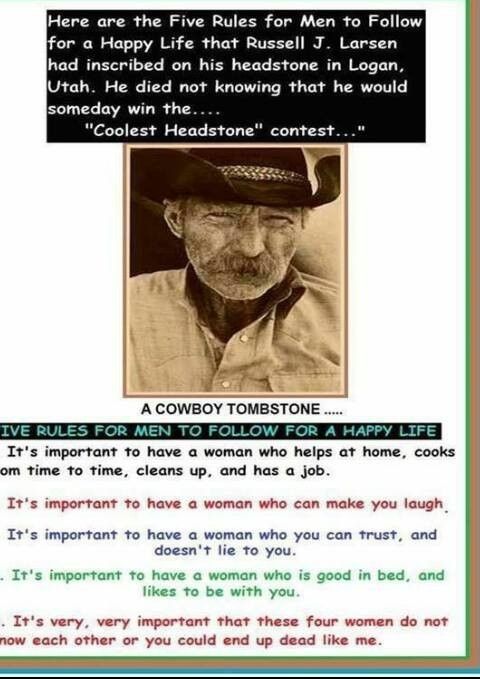 Here are the Five Rules for Men to Follow
for a Happy Life that Russell J. Larsen
had inscribed on his headstone in Logan,
Utah. He died not knowing that he would
someday win the....
"Coolest Headstone" contest..."
A COWBOY TOMBSTONE .....
IVE RULES FOR MEN TO FOLLOW FOR A HAPPY LIFE
It's important to have a woman who helps at home, cooks
om time to time, cleans up, and has a job.
It's important to have a woman who can make you laugh.
It's important to have a woman who you can trust, and
doesn't lie to you.
. It's important to have a woman who is good in bed, and
likes to be with you.
. It's very, very important that these four women do not
now each other or you could end up dead like me.